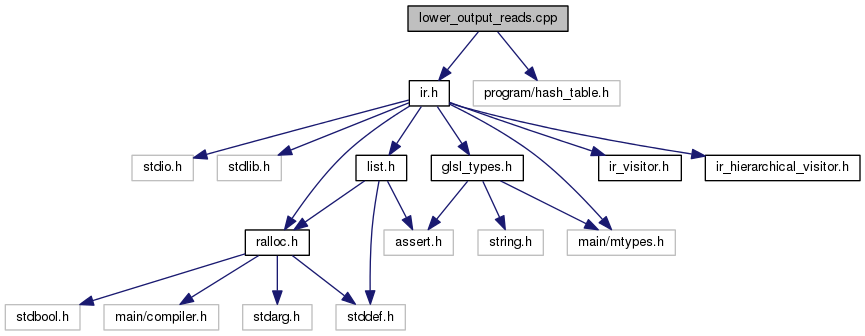 lower_output_reads.cpp
ir.h
program/hash_table.h
stdio.h
stdlib.h
list.h
glsl_types.h
ir_visitor.h
ir_hierarchical_visitor.h
ralloc.h
assert.h
string.h
main/mtypes.h
stdbool.h
main/compiler.h
stdarg.h
stddef.h